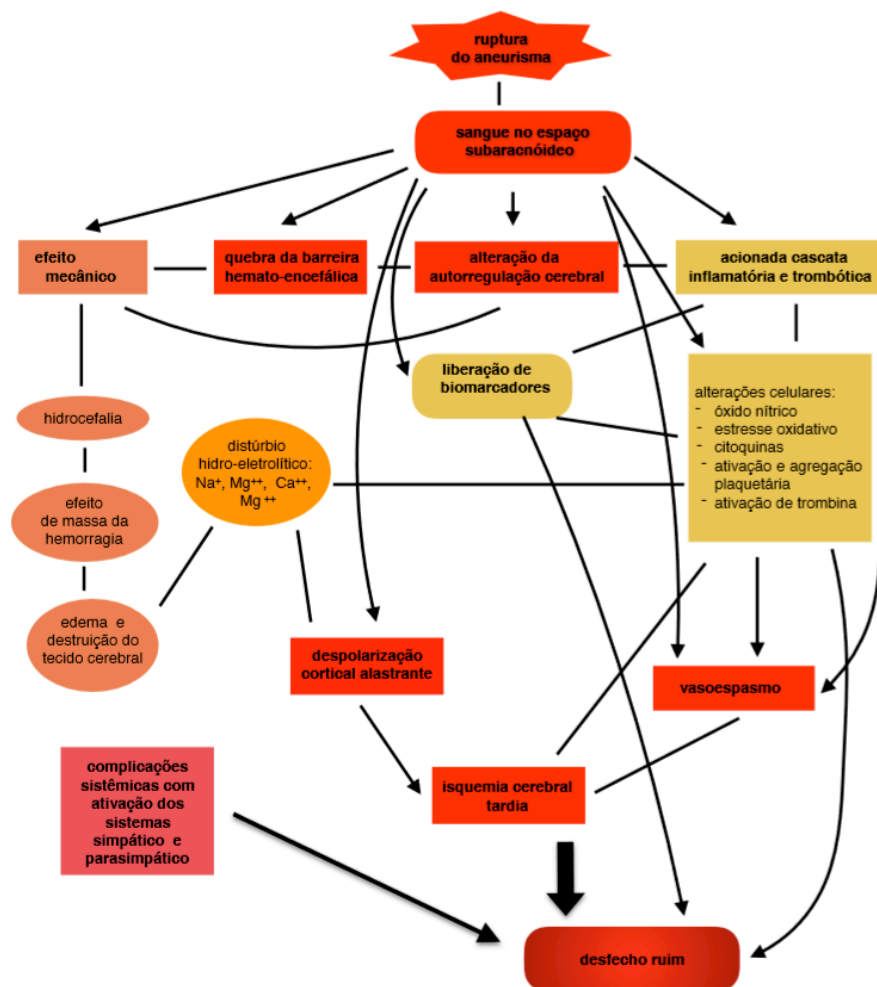 ruptura
do aneurisma
sangue no espaço
subaracnóideo
efeito
mecânico
quebra da barreira
hemato-encefálica
alteração da
autorregulação cerebral
acionada cascata
inflamatória e trombótica
liberação de
biomarcadores
alterações celulares:
- óxido nítrico
- estresse oxidativo
- citoquinas
- ativação e agregação
plaquetária
- ativação de trombina
hidrocefalia
distúrbio
hidro-eletrolítico:
Na⁺, Mg⁺⁺, Ca⁺⁺,
Mg ⁺⁺
efeito
de massa da
hemorragia
edema e
destruição do
tecido cerebral
despolarização
cortical alastrante
vasoespasmo
complicações
sistêmicas com
ativação dos
sistemas
simpático e
parasimpático
isquemia cerebral
tardia
desfecho ruim